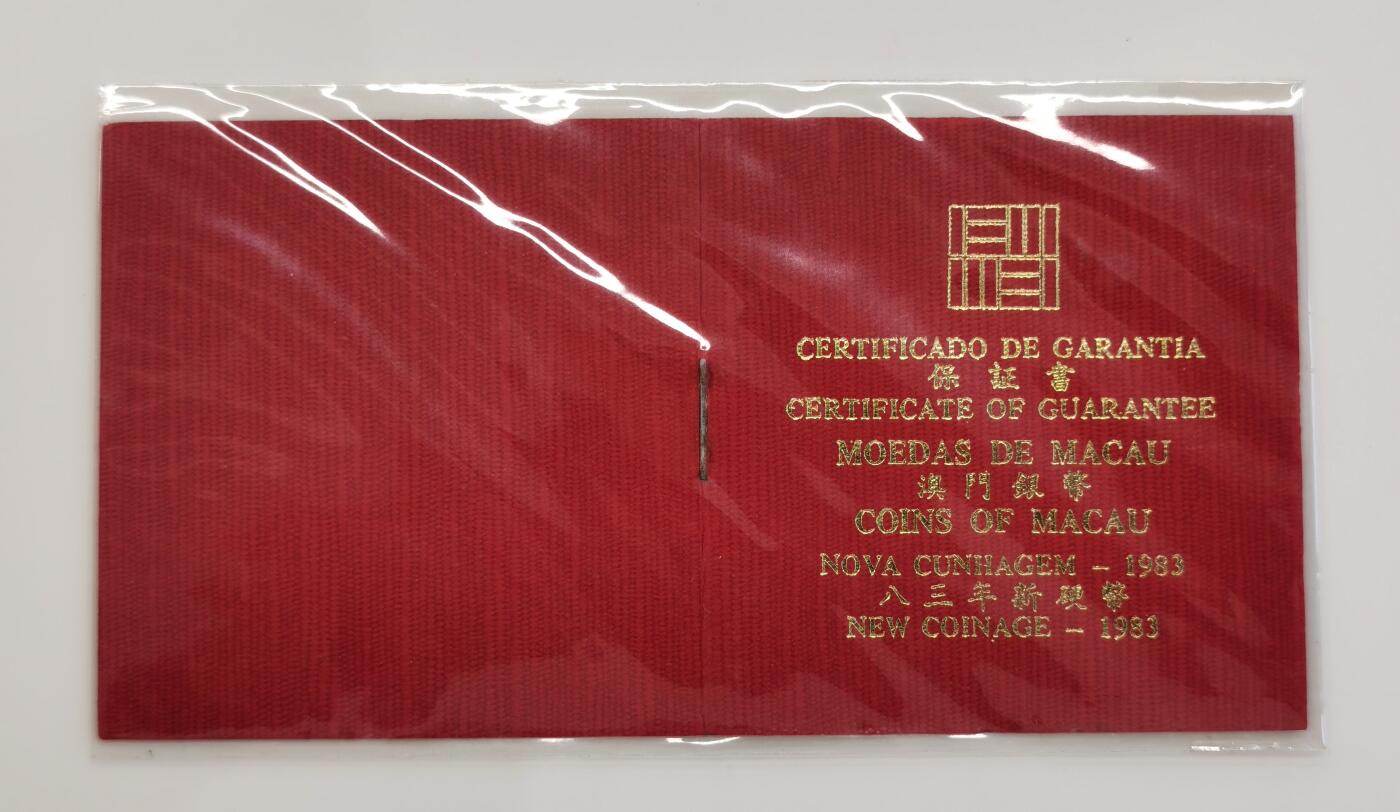 CERTIFICADO DE GARANTIA
保証書
CERTIFICATE OF GUARANTEE
MOEDAS DE MACAU
澳門銀幣
COINS OF MACAU
NOVA CUNHAGEM – 1983
八三年新硬幣
NEW COINAGE – 1983